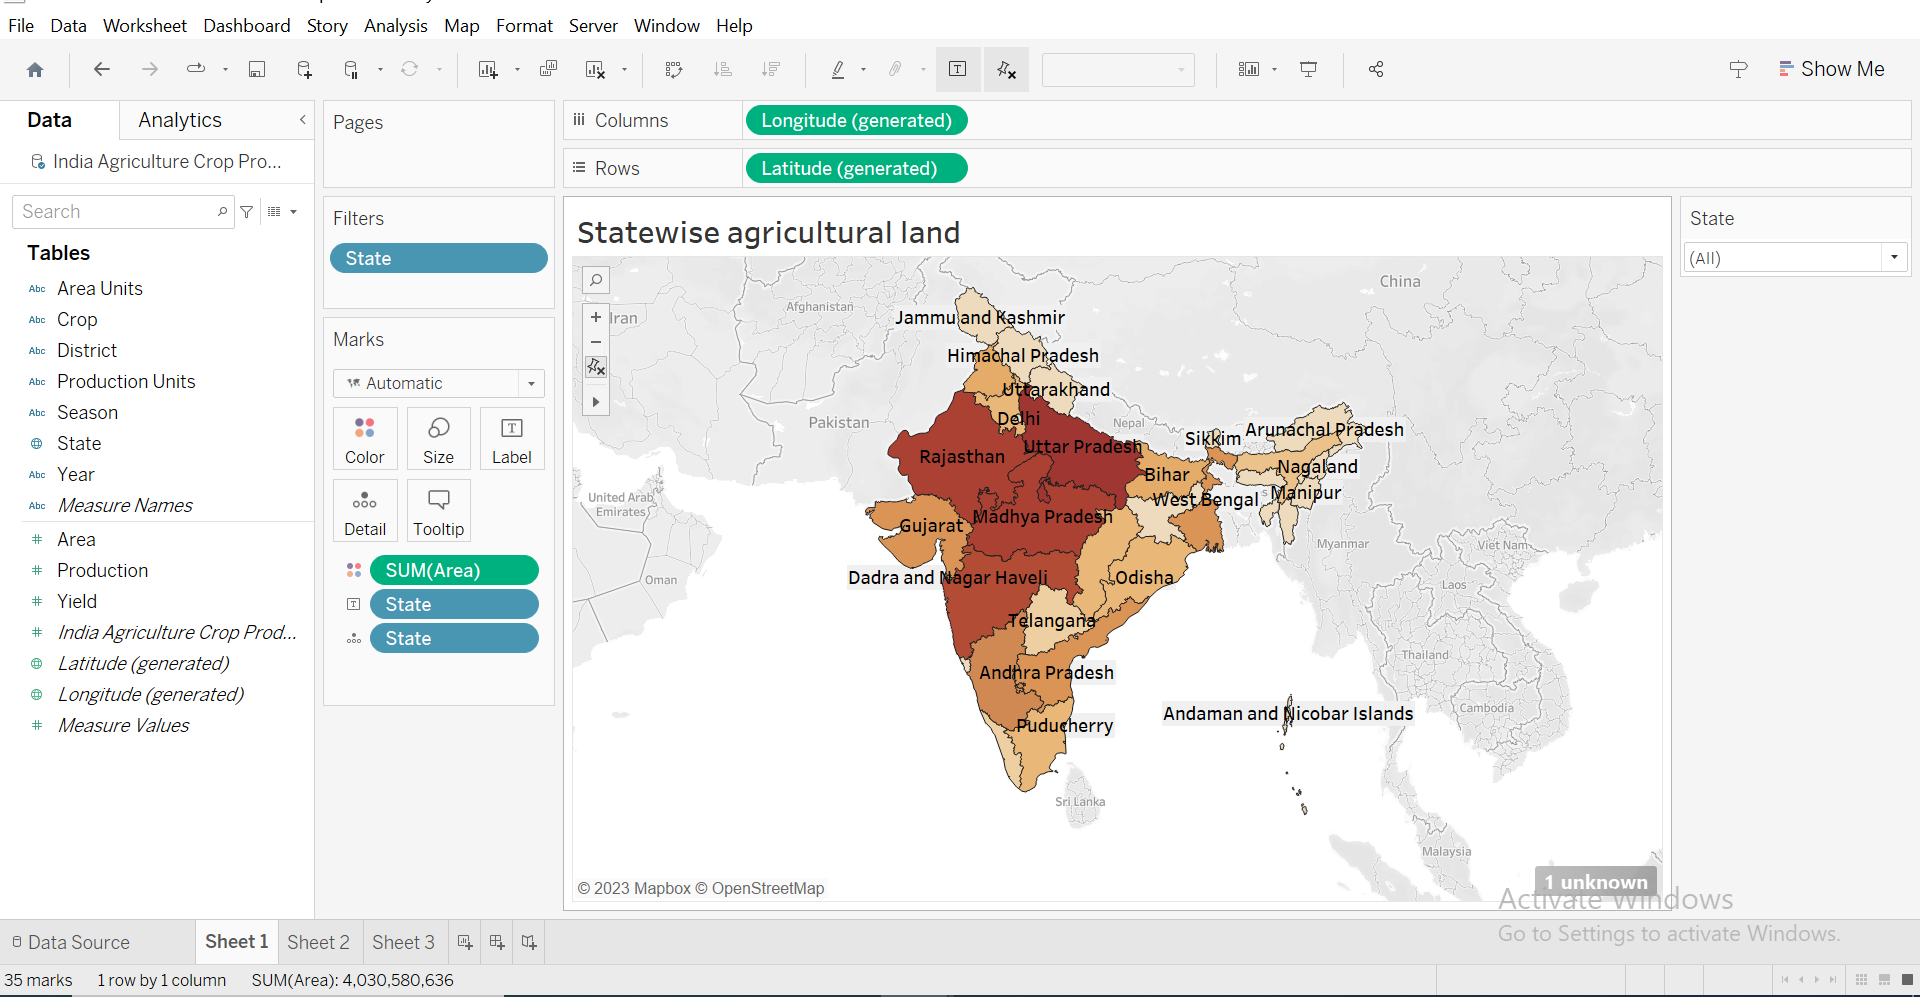 File Data Worksheet Dashboard Story Analysis Map Format Server Window Help
Show Me
Data Analytics
India Agriculture Crop Pro...
Search
Tables
Abc Area Units
Abc Crop
Abc District
Abc Production Units
Abc Season
State
Abc Year
Abc Measure Names
# Area
# Production
# Yield
# India Agriculture Crop Prod...
Latitude (generated)
Longitude (generated)
# Measure Values
Pages
Filters
State
Marks
Automatic
Color Size Label
Detail Tooltip
SUM(Area)
State
State
Columns Longitude (generated)
Rows Latitude (generated)
Statewise agricultural land
China
Afghanistan
Iran
Jammu and Kashmir
Himachal Pradesh
Uttarakhand
Pakistan
Delhi
Nepal
Sikkim
Arunachal Pradesh
Uttar Pradesh
Rajasthan
Bihar
Nagaland
United Arab
Emirates
West Bengal
Manipur
Madhya Pradesh
Gujarat
Myanmar
Viet Nam
Oman
Dadra and Nagar Haveli
Odisha
Laos
Telangana
Thailand
Andhra Pradesh
Andaman and Nicobar Islands
Cambodia
Puducherry
Sri Lanka
Malaysia
1 unknown
© 2023 Mapbox © OpenStreetMap
State
(All)
Activate Windows
Go to Settings to activate Windows.
Data Source Sheet 1 Sheet 2 Sheet 3
35 marks 1 row by 1 column SUM(Area): 4,030,580,636